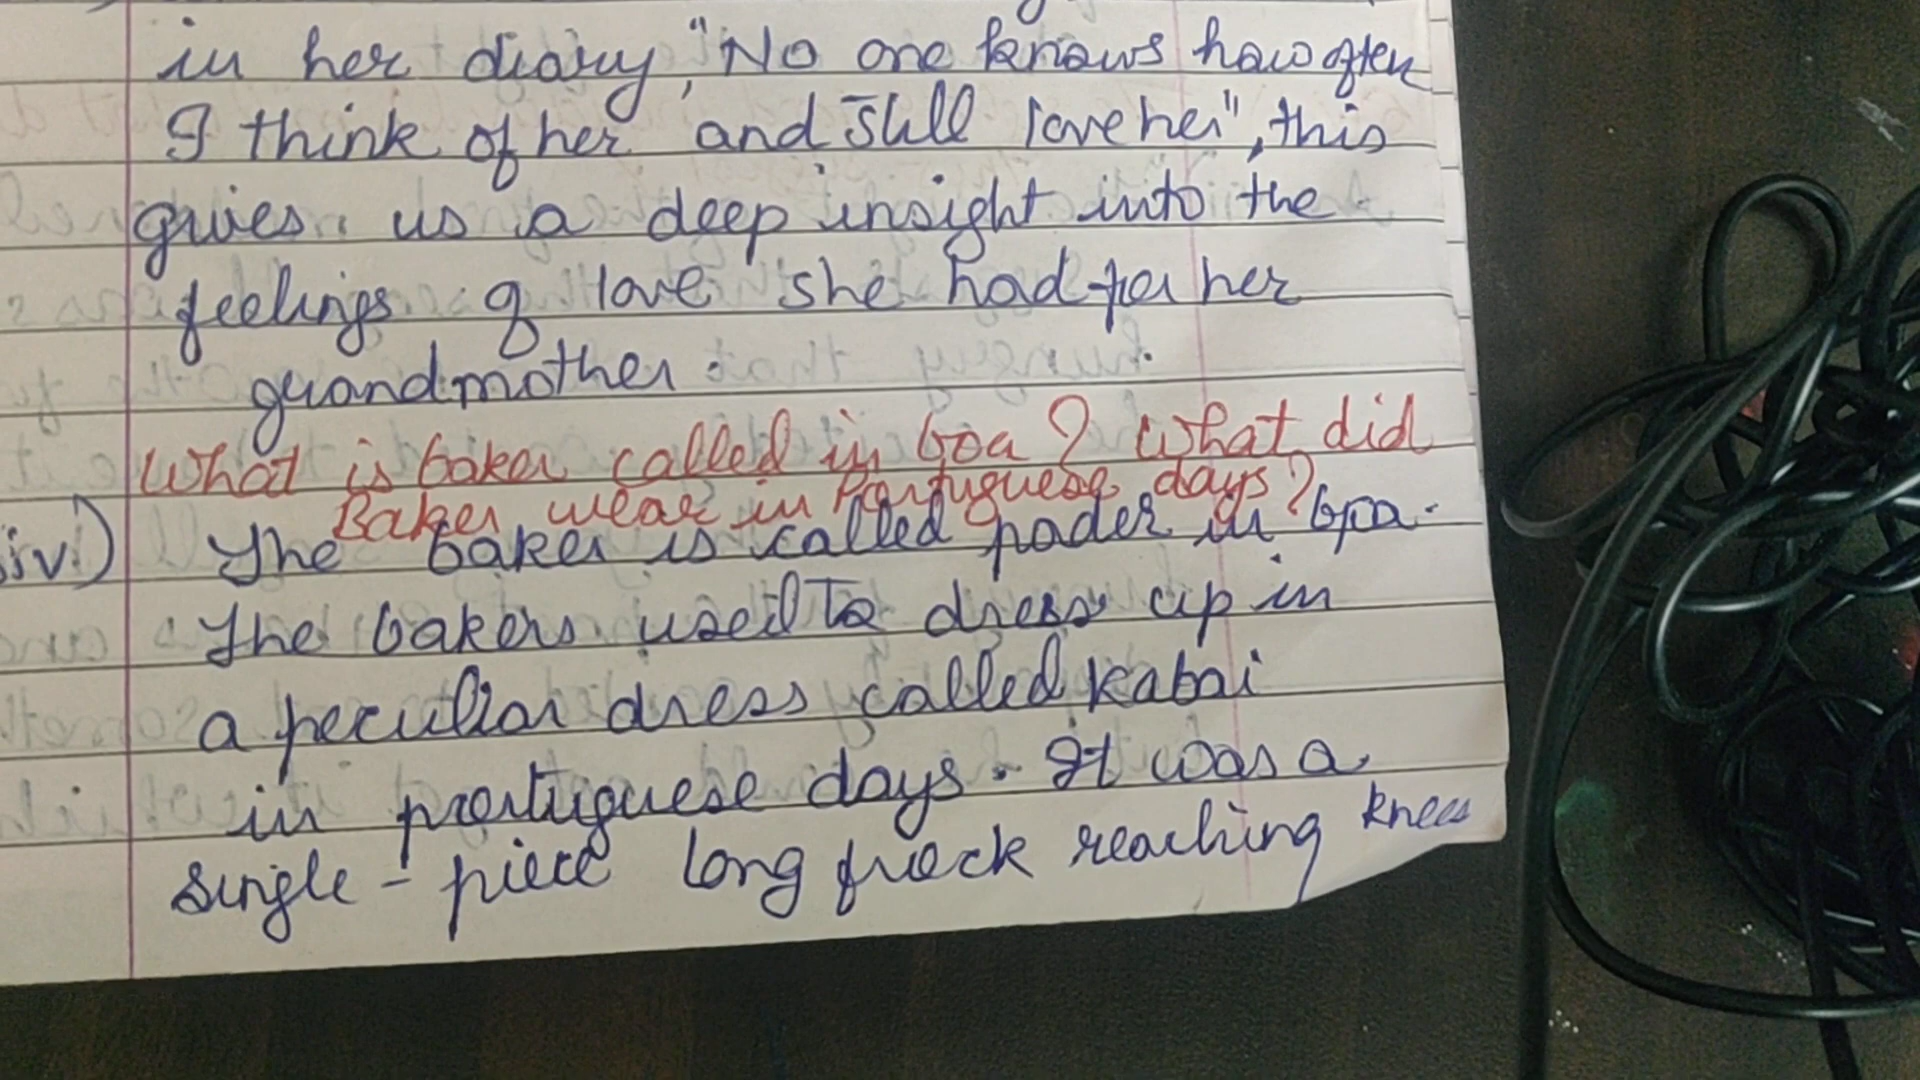 in her diary, "No one knows how often
I think of her and still love her", this
gives us a deep insight into the
feelings of love she had for her
grandmother.
What is baker called in Goa? What did
Baker wear in Portuguese days?
iv) The baker is called pader in Goa.
The bakers used to dress up in
a peculiar dress called Kabai
in portuguese days. It was a
single-piece long frock reaching knees